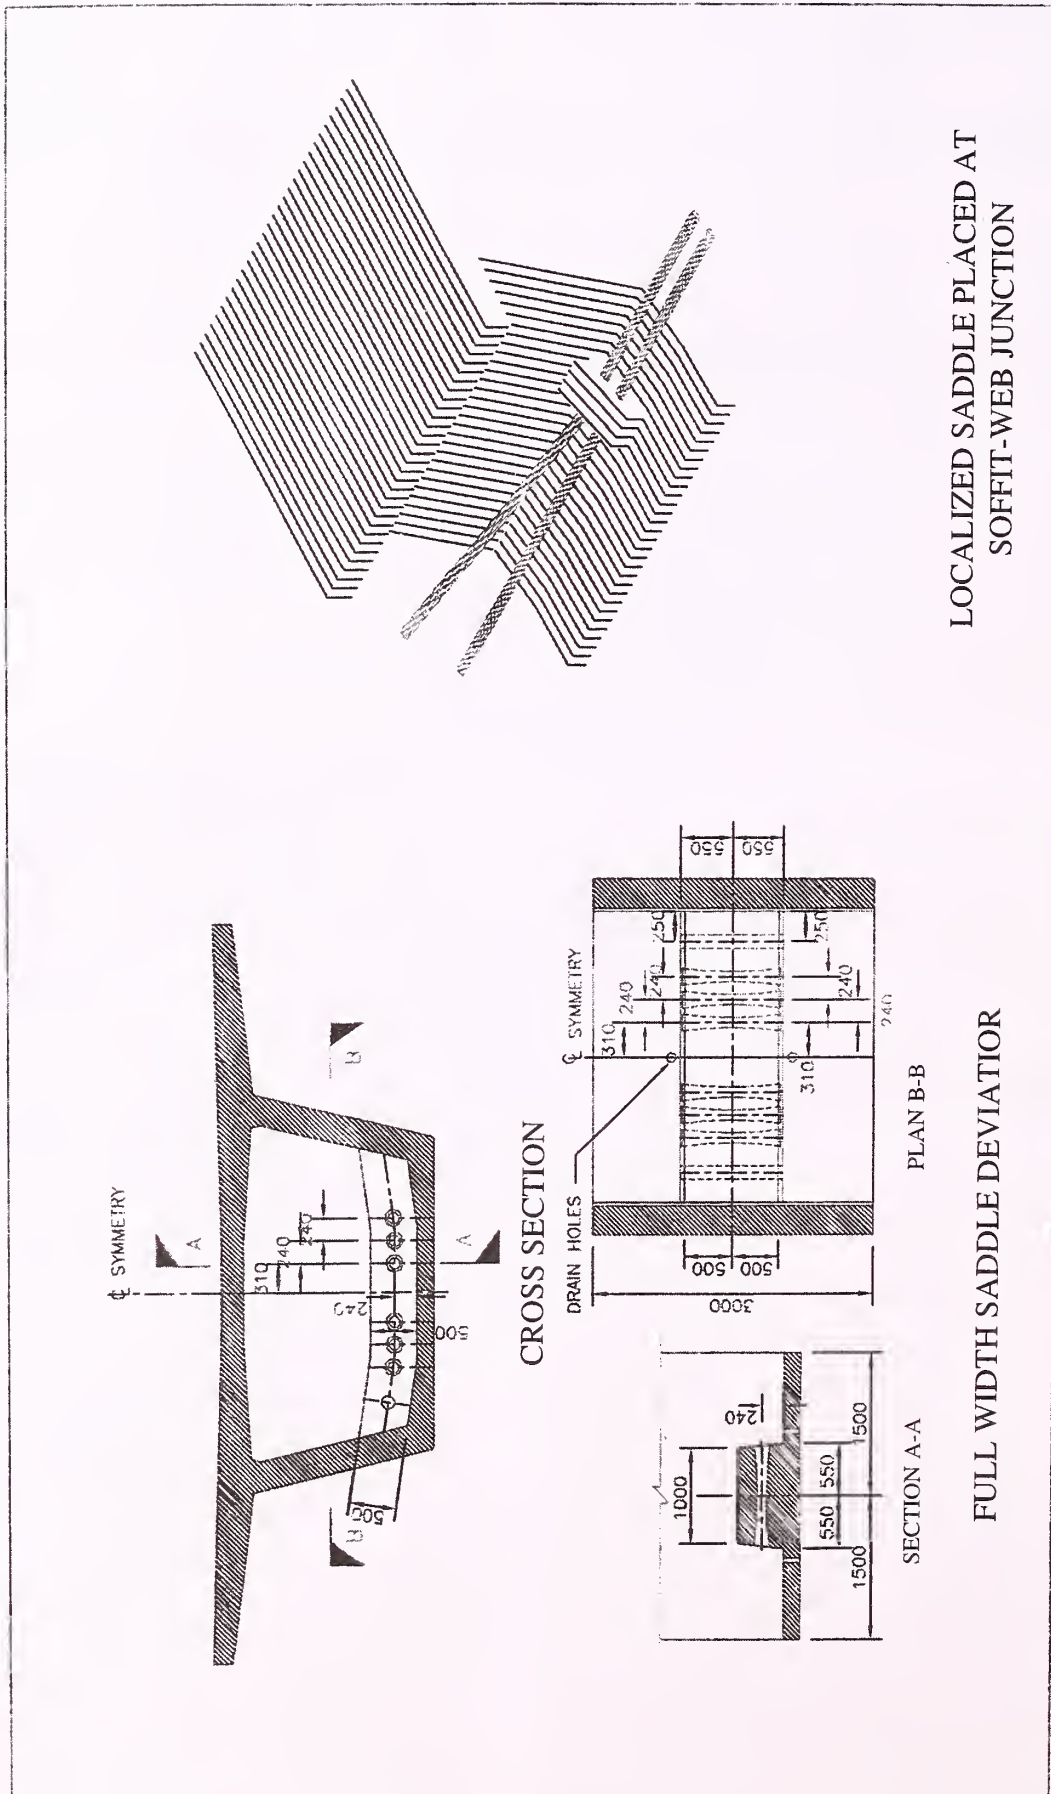 ℄ SYMMETRY
A
310
240
240
240
500
500
A
B
B
CROSS SECTION
1000
240
550
550
1500
1500
SECTION A-A
DRAIN HOLES
℄ SYMMETRY
310
240
240
250
550
550
500
500
3000
310
240
240
250
PLAN B-B
FULL WIDTH SADDLE DEVIATIOR
LOCALIZED SADDLE PLACED AT
SOFFIT-WEB JUNCTION